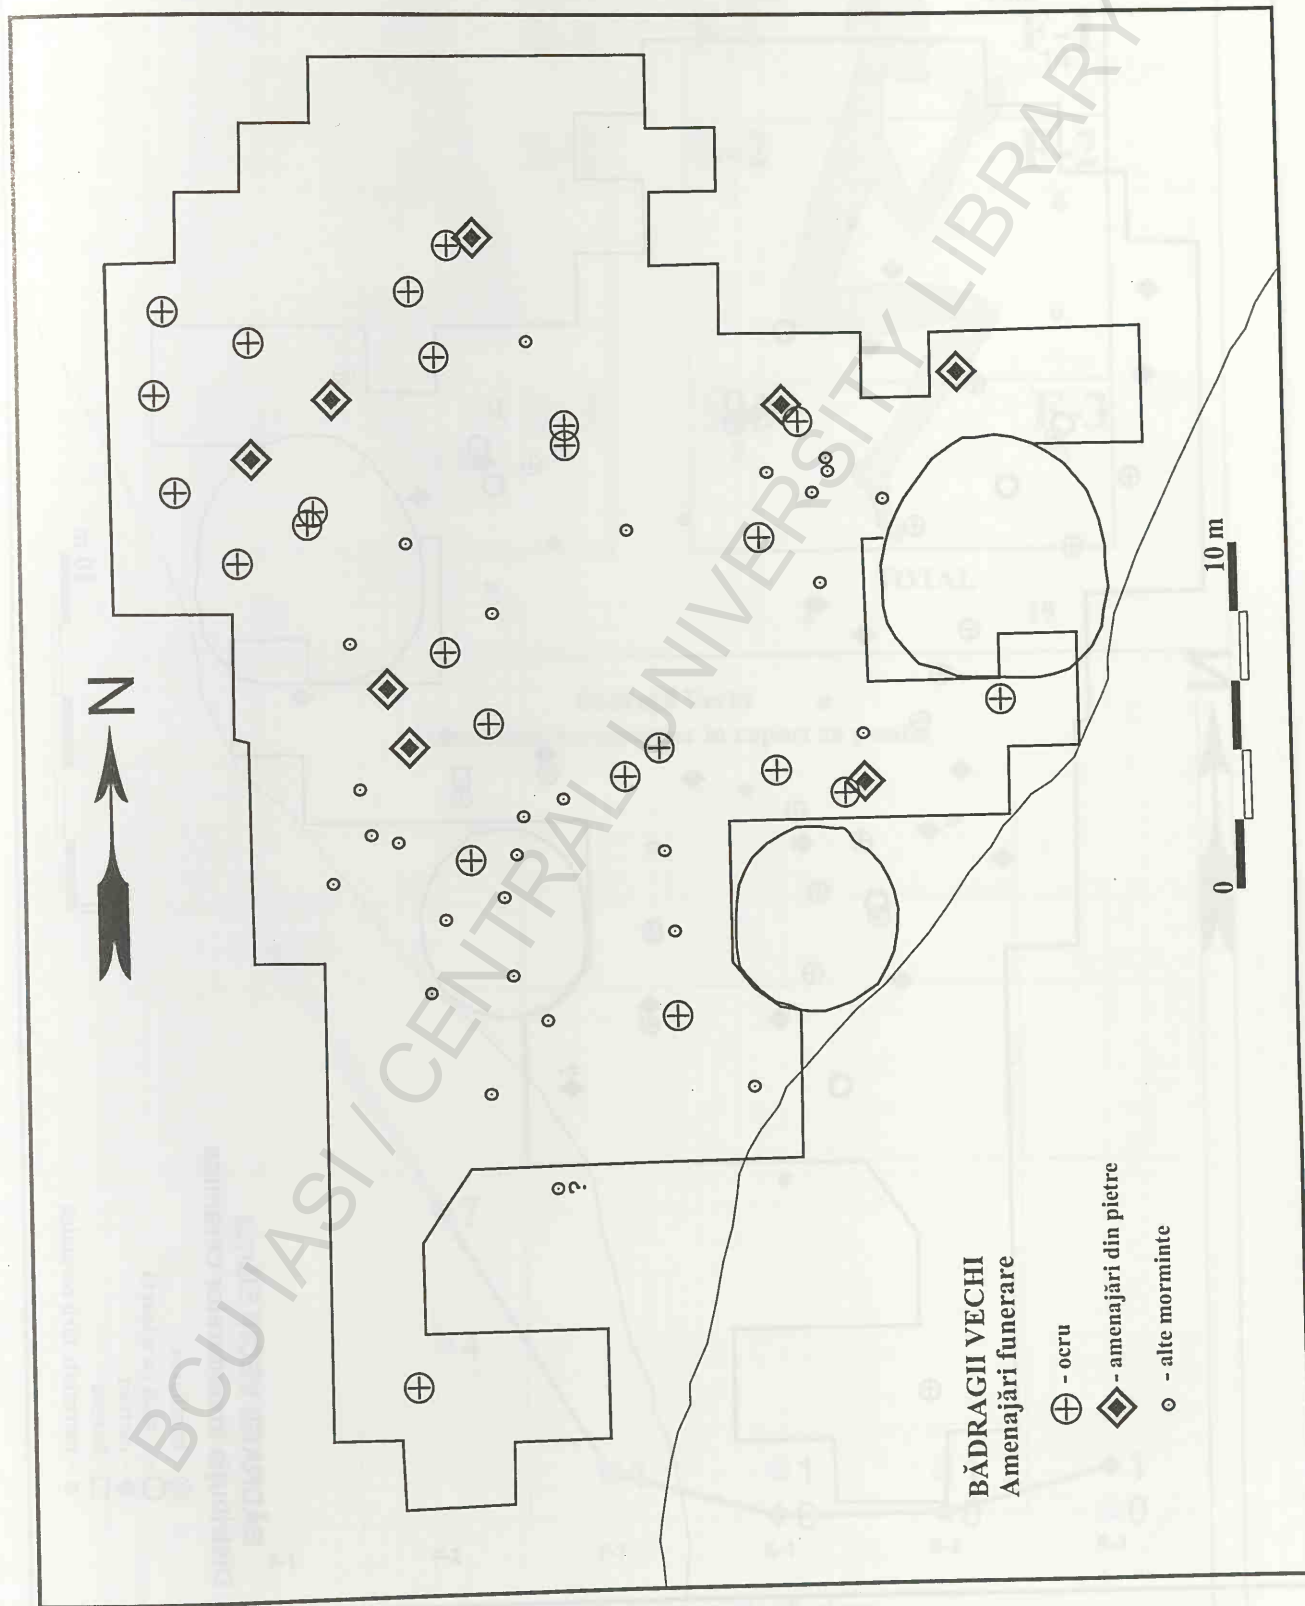 BĂDRAGII VECHI
Amenajări funerare
- ocru
- amenajări din pietre
- alte morminte
N
0
10 m
?
BCU IASI / CENTRAL UNIVERSITY LIBRARY